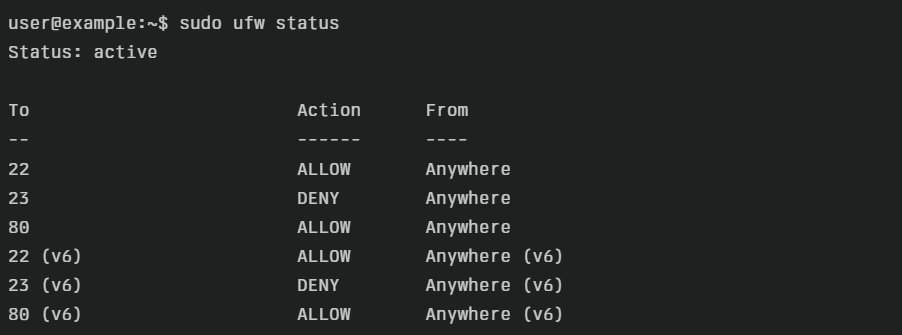 user@example:~$ sudo ufw status
Status: active
To Action From
-- ------ ----
22 ALLOW Anywhere
23 DENY Anywhere
80 ALLOW Anywhere
22 (v6) ALLOW Anywhere (v6)
23 (v6) DENY Anywhere (v6)
80 (v6) ALLOW Anywhere (v6)